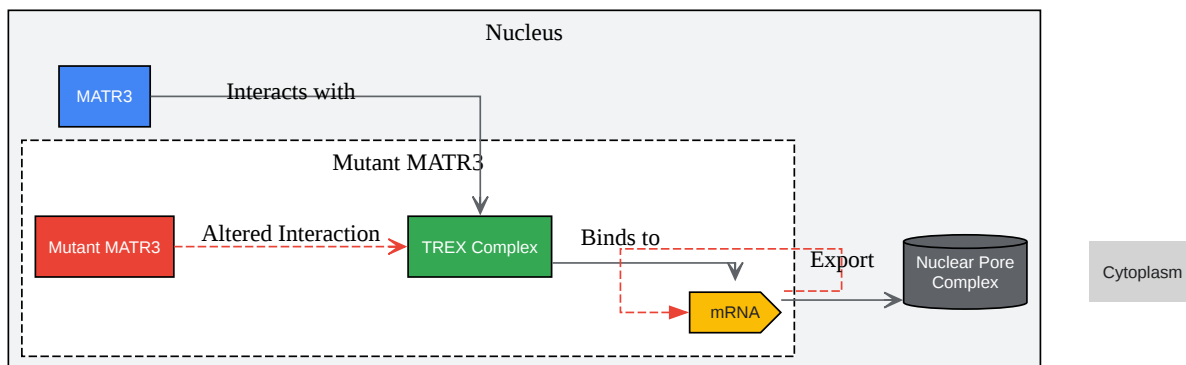 Nucleus
MATR3
Interacts with
Mutant MATR3
Mutant MATR3
Altered Interaction
TREX Complex
Binds to
Export
mRNA
Nuclear Pore
Complex
Cytoplasm